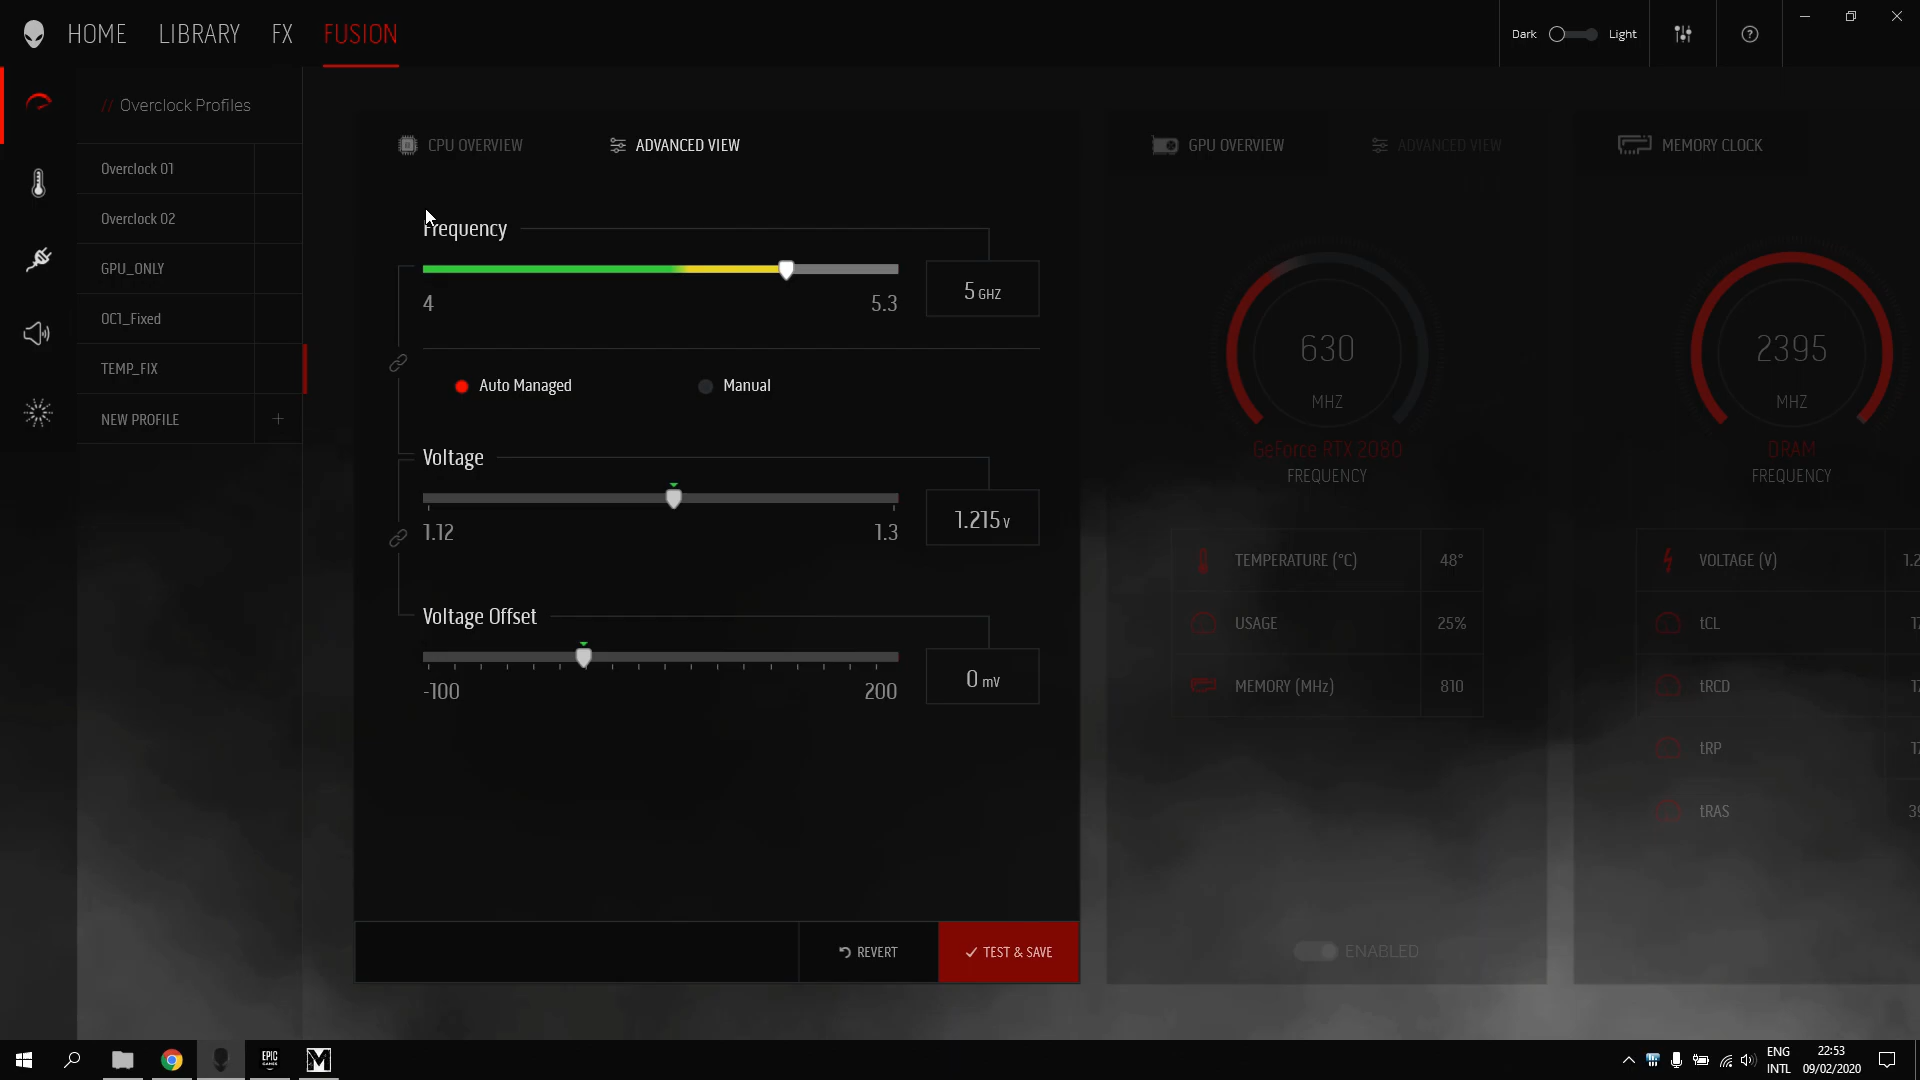 HOME LIBRARY FX FUSION
Dark Light
?
// Overclock Profiles
Overclock 01
Overclock 02
GPU_ONLY
OC1_Fixed
TEMP_FIX
NEW PROFILE +
CPU OVERVIEW ADVANCED VIEW
Frequency
4 5.3
5 GHZ
Auto Managed Manual
Voltage
1.12 1.3
1.215 V
Voltage Offset
-100 200
0 mV
REVERT TEST & SAVE
GPU OVERVIEW ADVANCED VIEW
630
MHZ
GeForce RTX 2080
FREQUENCY
TEMPERATURE (°C) 48°
USAGE 25%
MEMORY (MHz) 810
ENABLED
MEMORY CLOCK
2395
MHZ
DRAM
FREQUENCY
VOLTAGE (V)
tCL
tRCD
tRP
tRAS
EPIC
GAMES
ENG
INTL
22:53
09/02/2020